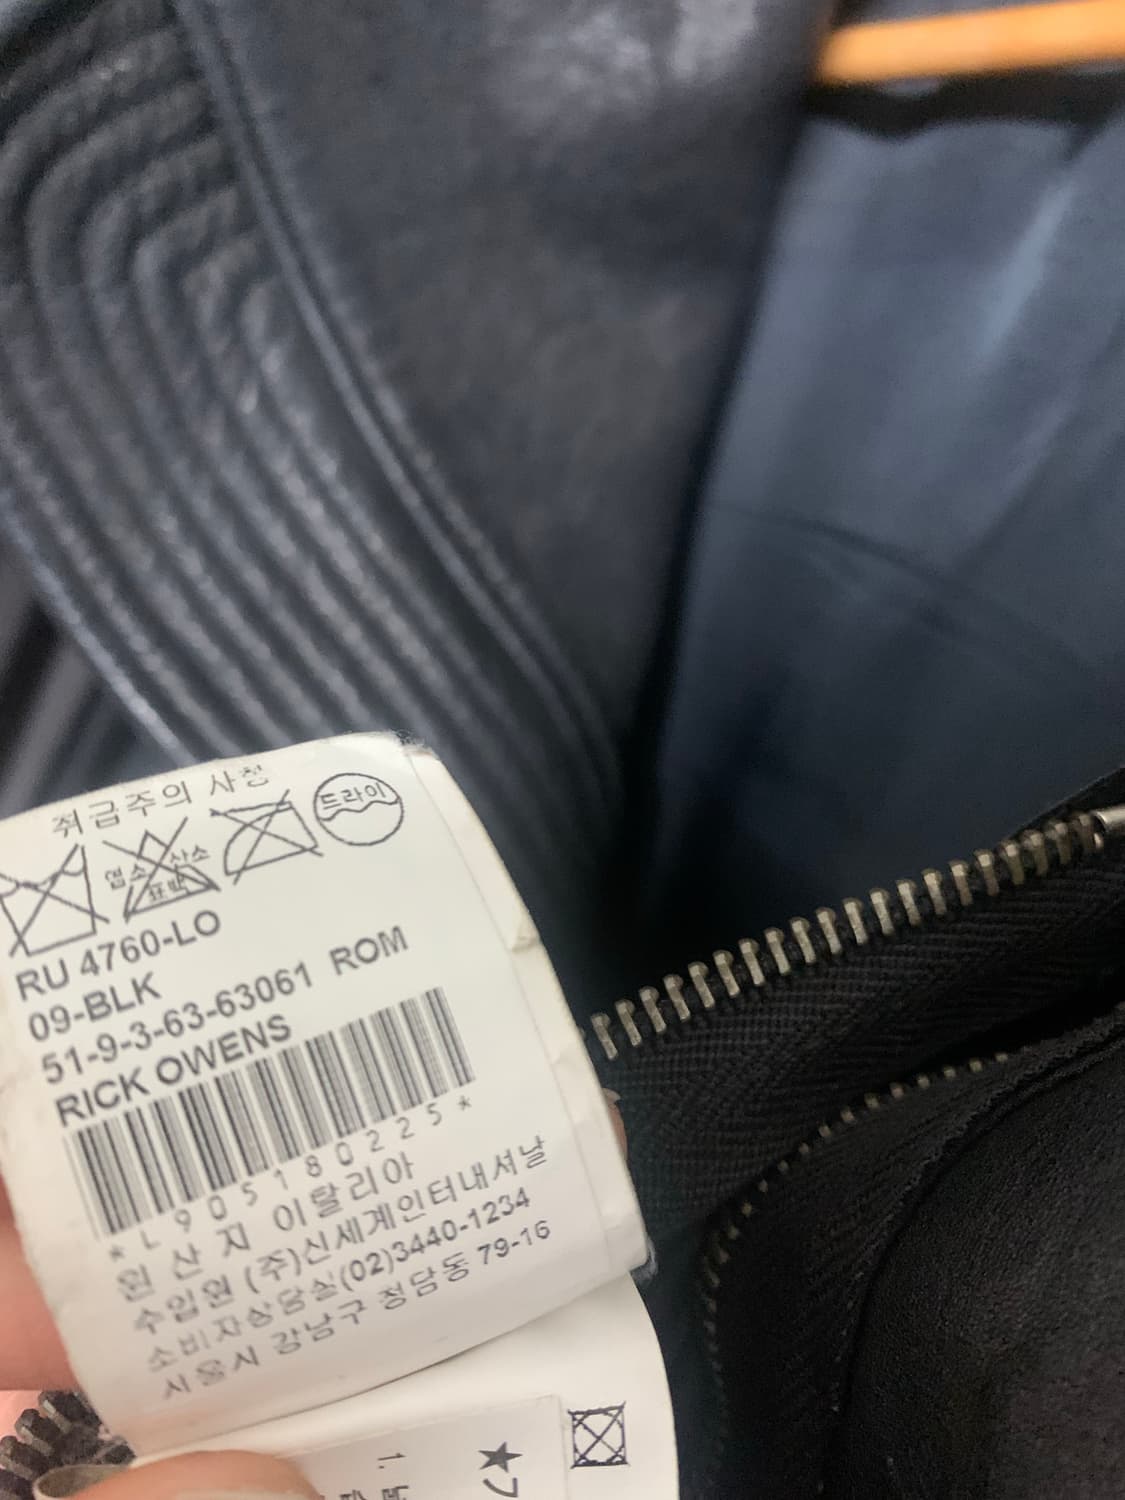 취급주의 사항
드라이
염소 산소
표백
RU 4760-LO
09-BLK
51-9-3-63-63061 ROM
RICK OWENS
*L905180225*
원 산 지 이탈리아
수입원 (주)신세계인터내셔날
소비자상담실(02)3440-1234
서울시 강남구 청담동 79-16
★
1.